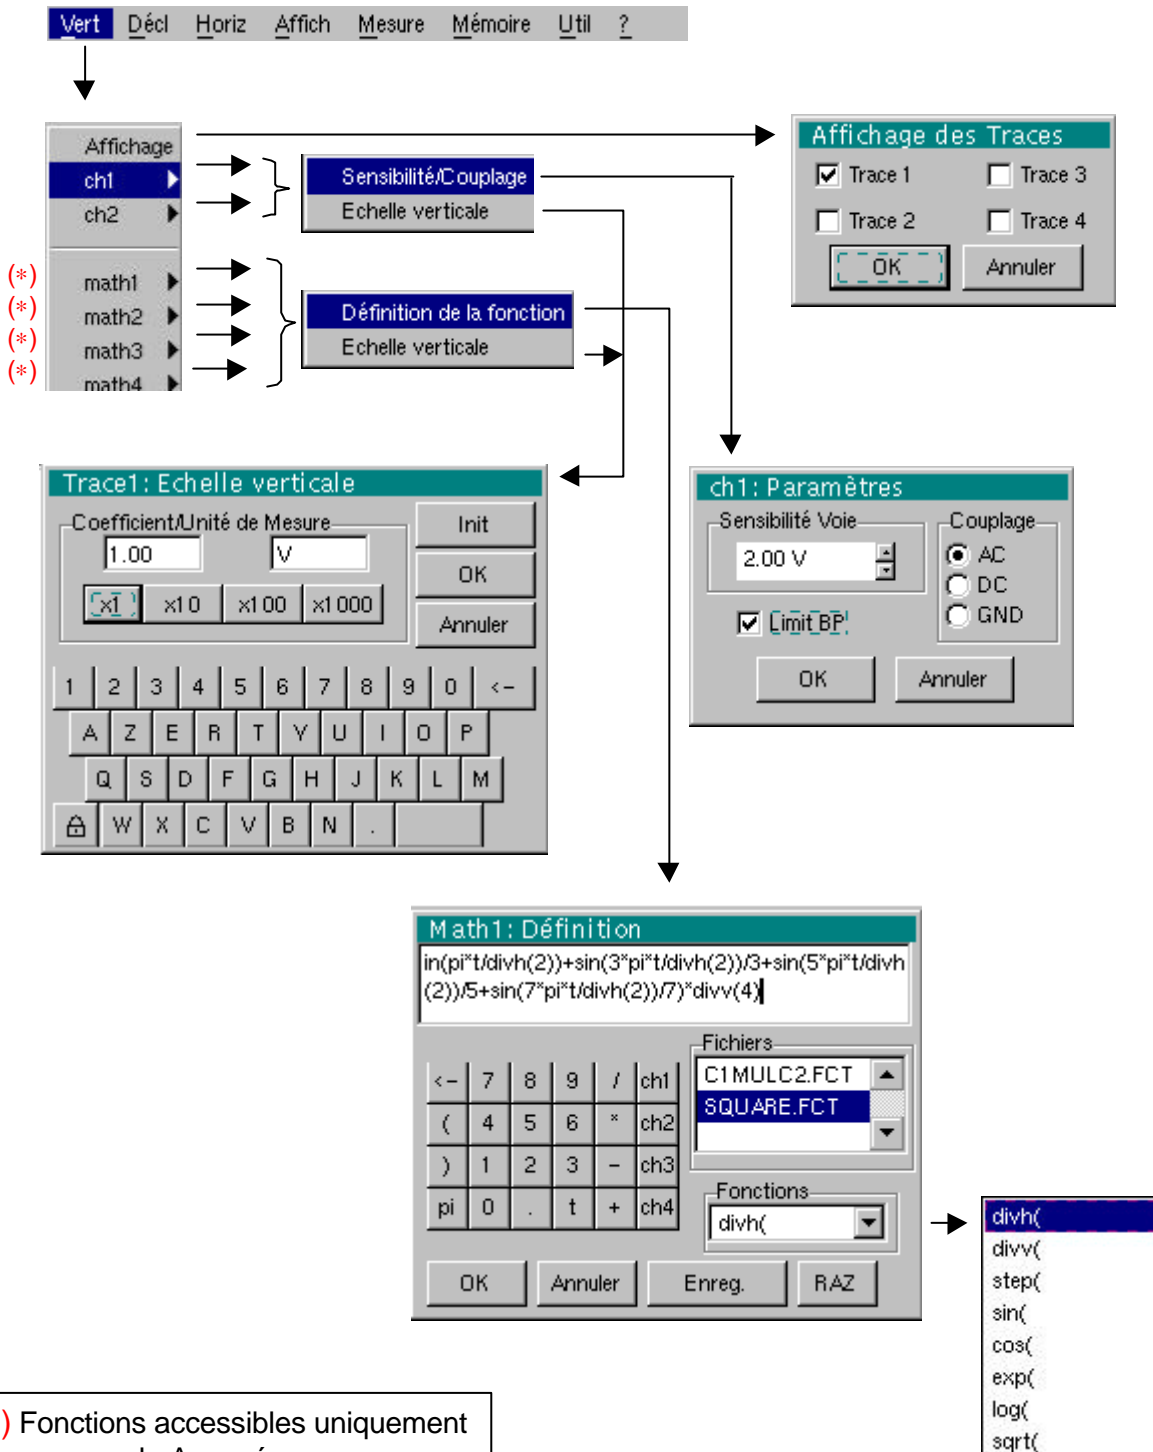 Vert Décl Horiz Affich Mesure Mémoire Util ?
Affichage
ch1
ch2
(*) math1
(*) math2
(*) math3
(*) math4
Sensibilité/Couplage
Echelle verticale
Définition de la fonction
Echelle verticale
Affichage des Traces
Trace 1 Trace 3
Trace 2 Trace 4
OK Annuler
Trace1: Echelle verticale
Coefficient/Unité de Mesure
1.00 V
x1 x10 x100 x1000
Init
OK
Annuler
1 2 3 4 5 6 7 8 9 0 <-
A Z E R T Y U I O P
Q S D F G H J K L M
W X C V B N .
ch1: Paramètres
Sensibilité Voie
2.00 V
Limit BP
Couplage
AC
DC
GND
OK Annuler
Math1: Définition
in(pi*t/divh(2))+sin(3*pi*t/divh(2))/3+sin(5*pi*t/divh
(2))/5+sin(7*pi*t/divh(2))/7)*divv(4)
<- 7 8 9 / ch1
( 4 5 6 * ch2
) 1 2 3 - ch3
pi 0 . t + ch4
Fichiers
C1MULC2.FCT
SQUARE.FCT
Fonctions
divh(
OK Annuler Enreg. RAZ
divh(
divv(
step(
sin(
cos(
exp(
log(
sqrt(
) Fonctions accessibles uniquement